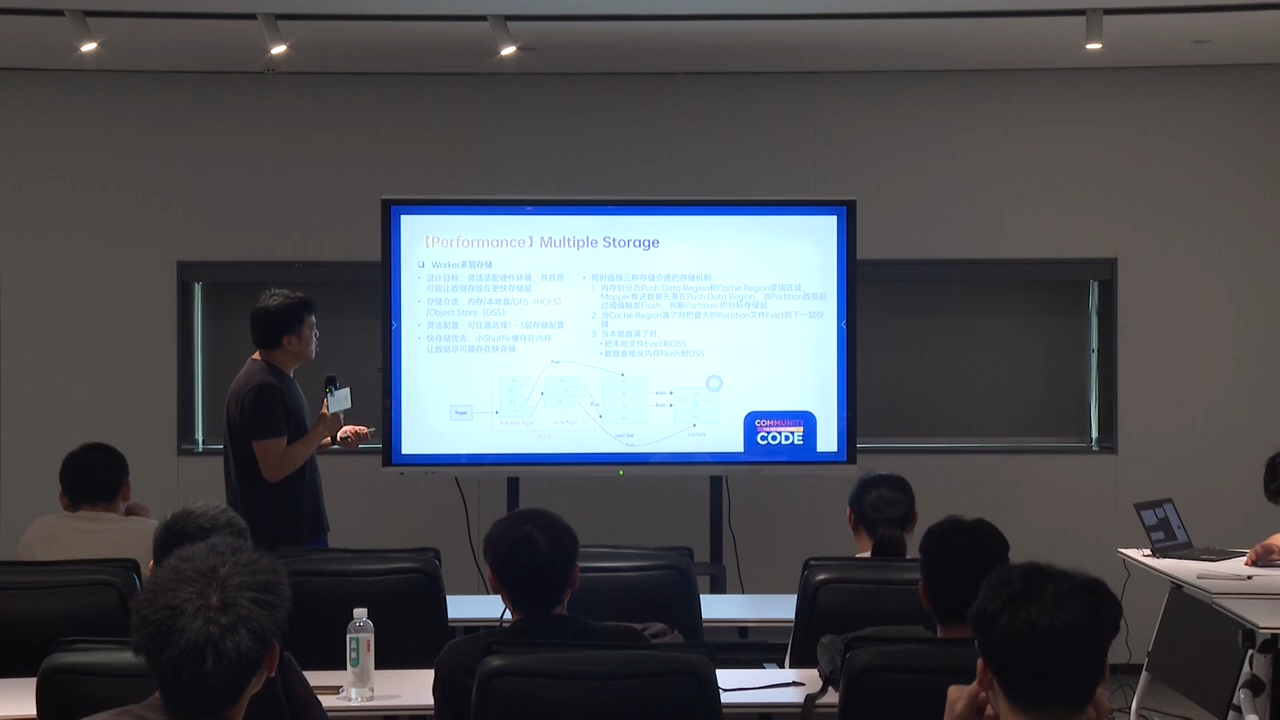 【Performance】Multiple Storage
Worker多层存储
• 设计目标：灵活适配硬件环境，并且尽
可能让数据存放在更快存储层
• 存储介质：内存/本地盘/DFS（HDFS）
/Object Store（OSS）
• 灵活配置：可任意选择1~3层存储配置
• 快存储优先：小Shuffle缓存在内存，
让数据尽可能存在快存储
• 同时选择三种存储介质的存储机制：
1. 内存划分为Push Data Region和Cache Region逻辑区域，
Mapper推送数据先落在Push Data Region，当Partition数据超
过阈值触发Flush，判断Partition 的目标存储层
2. 当Cache Region满了时把最大的Partition文件Evict到下一层存
储
3. 当本地盘满了时，
• 把本地文件Evict到OSS
• 数据直接从内存Flush到OSS
COMMUNITY
CODE